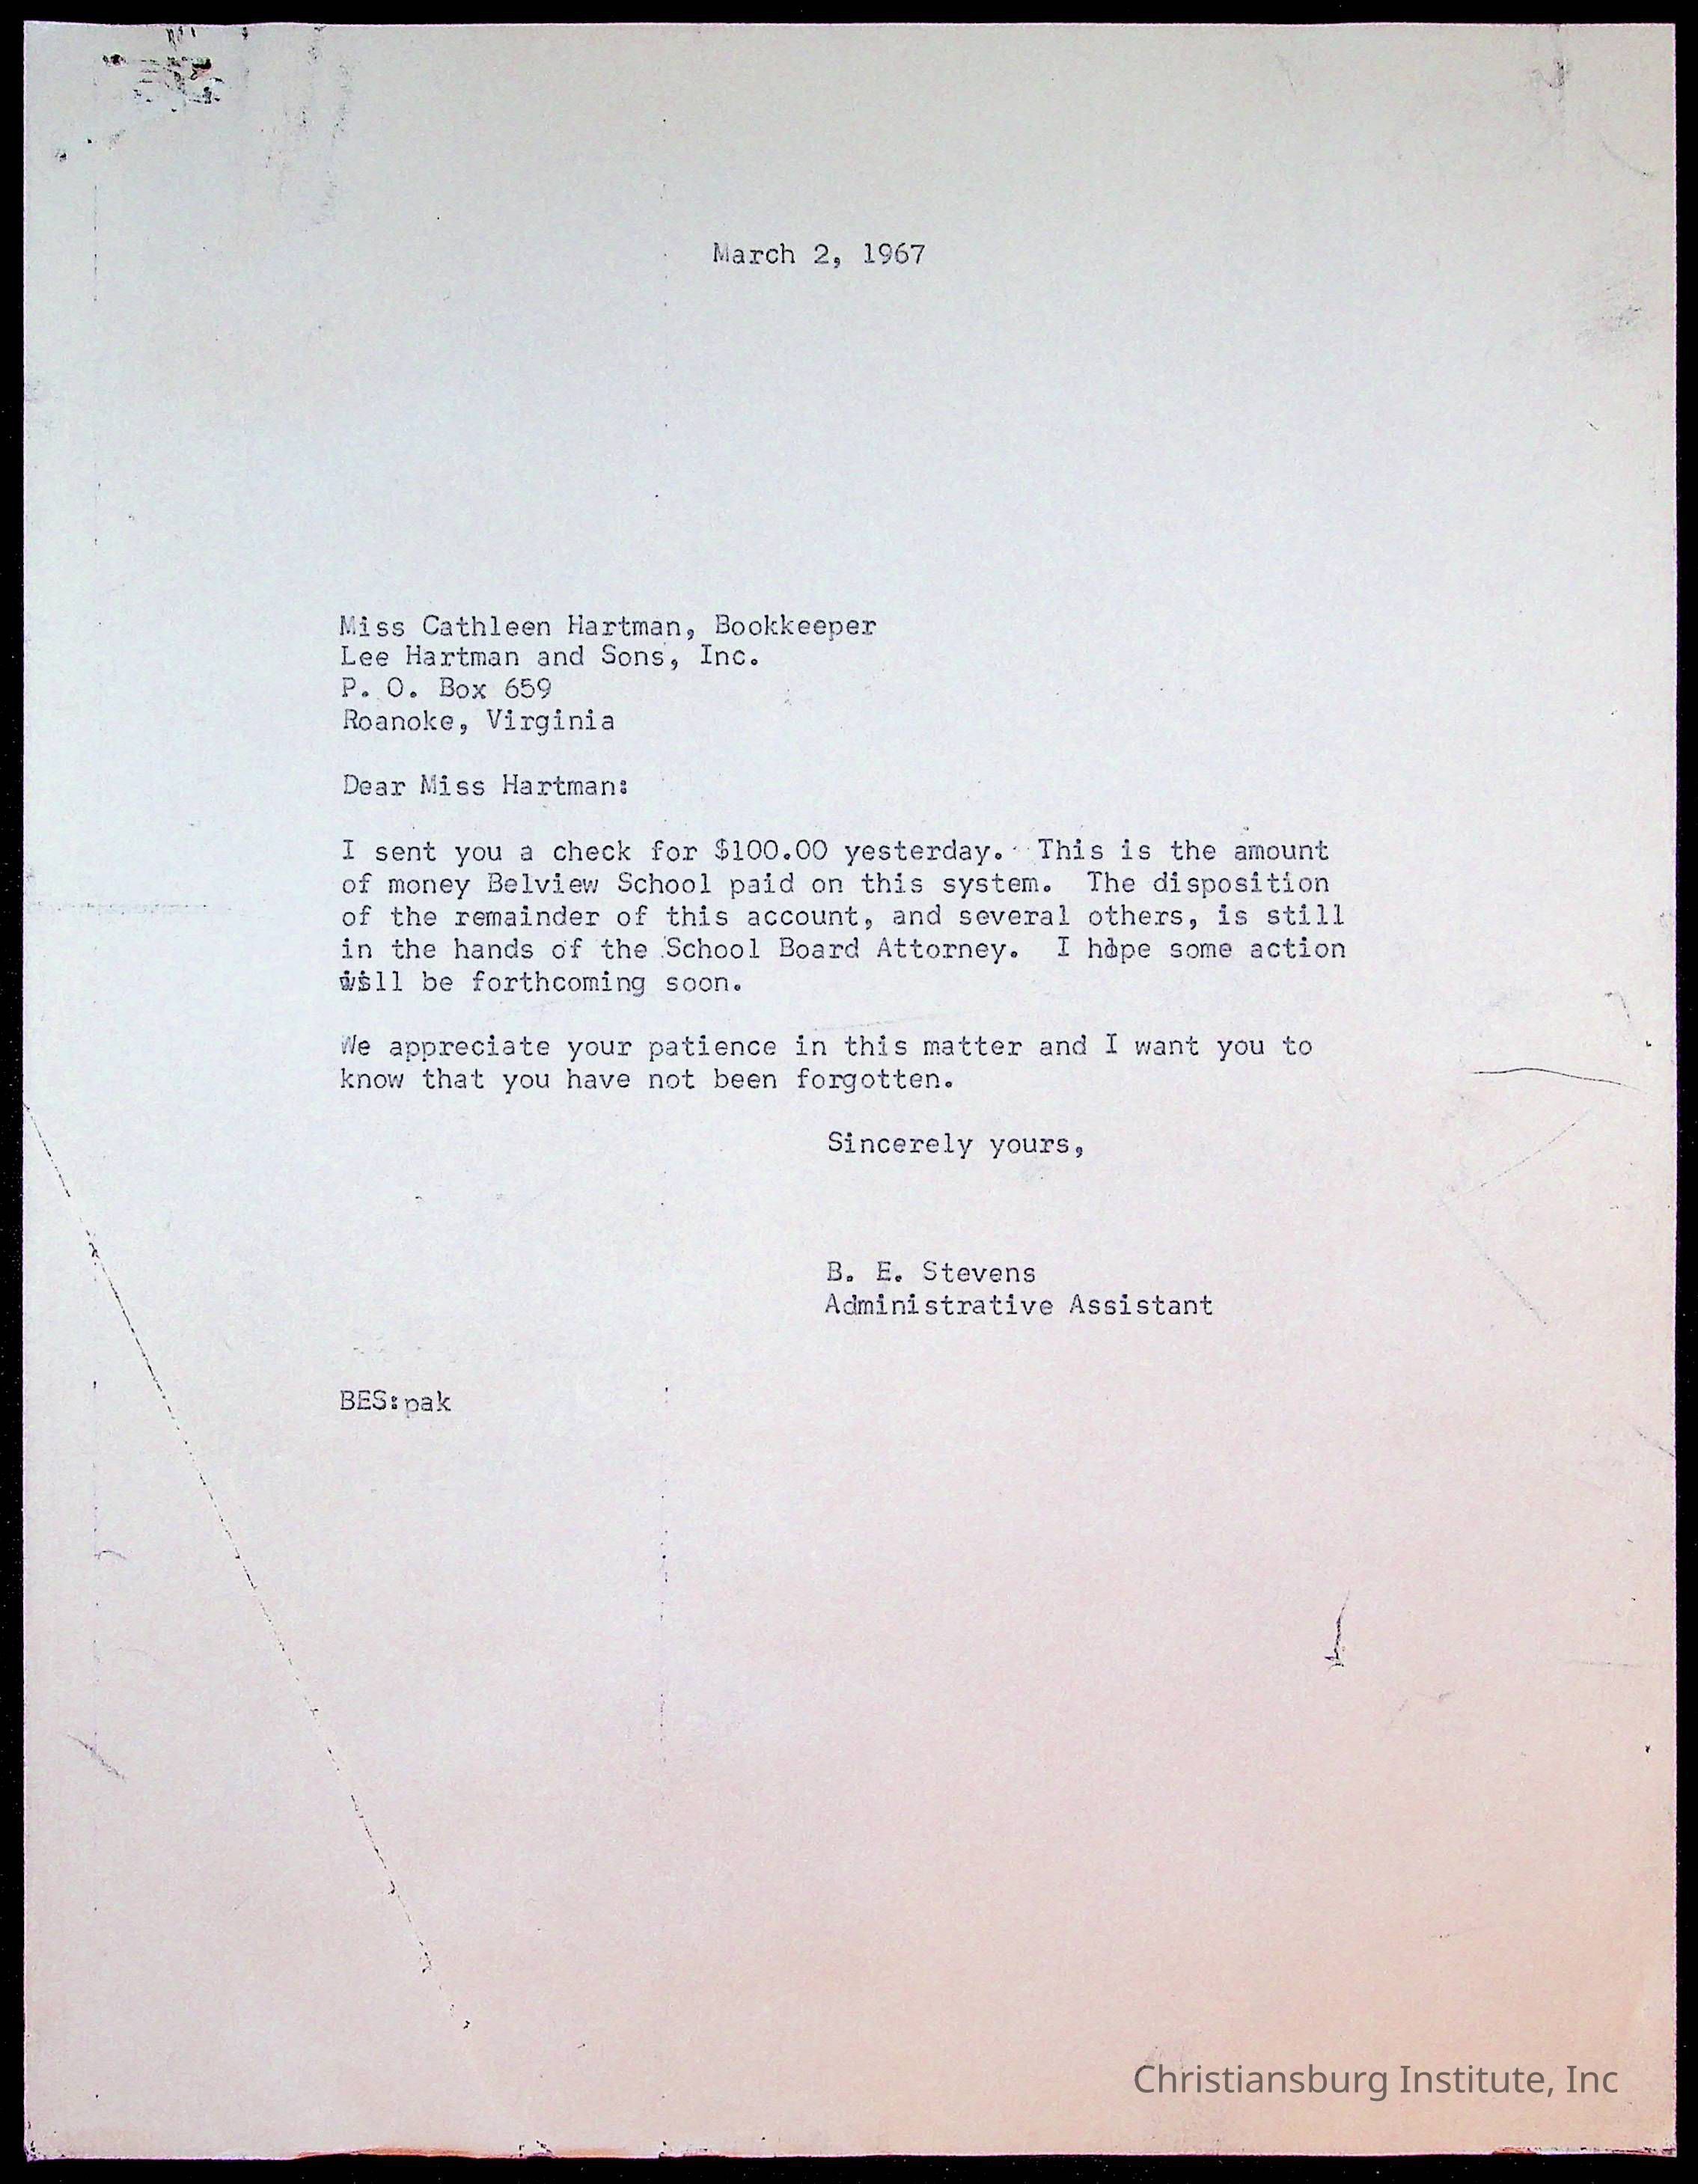 March 2, 1967
Miss Cathleen Hartman, Bookkeeper
Lee Hartman and Sons, Inc.
P. O. Box 659
Roanoke, Virginia
Dear Miss Hartman:
I sent you a check for $100.00 yesterday. This is the amount
of money Belview School paid on this system. The disposition
of the remainder of this account, and several others, is still
in the hands of the School Board Attorney. I hope some action
will be forthcoming soon.
We appreciate your patience in this matter and I want you to
know that you have not been forgotten.
Sincerely yours,
B. E. Stevens
Administrative Assistant
BES:pak
Christiansburg Institute, Inc